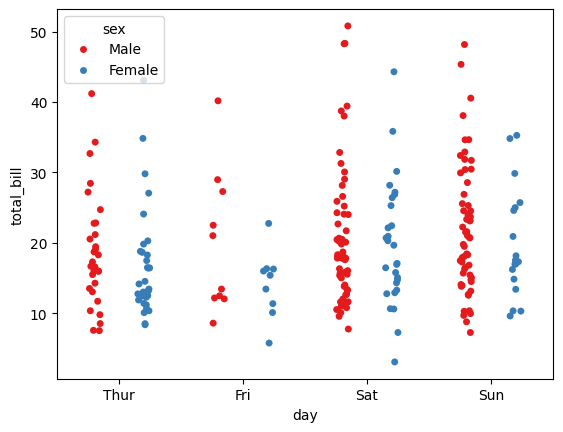 sex
Male
Female
50
40
30
20
10
total_bill
Thur Fri Sat Sun
day